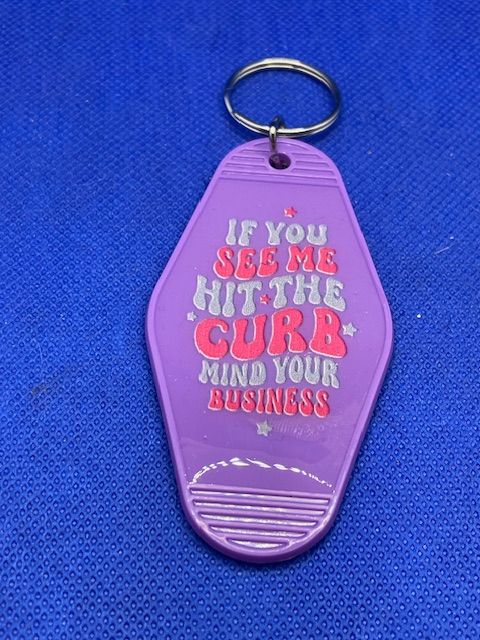 IF YOU
SEE ME
HIT THE
CURB
MIND YOUR
BUSINESS